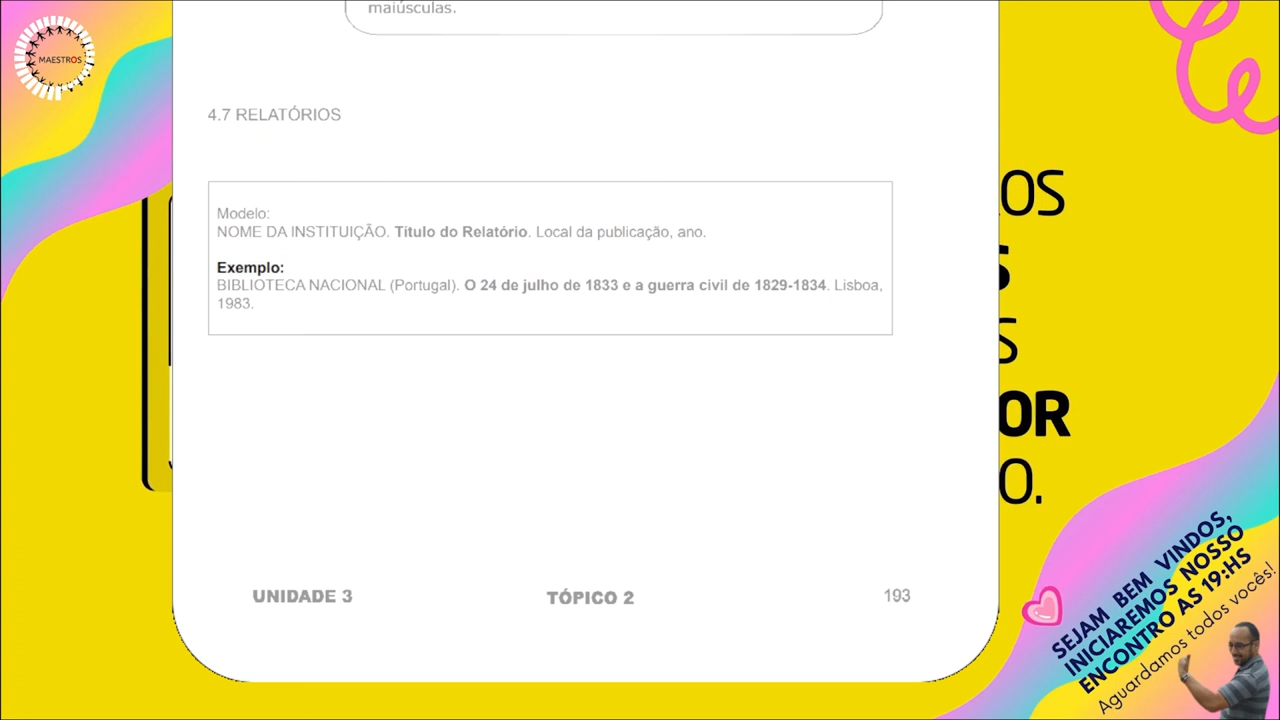 maiúsculas.
MAESTROS
4.7 RELATÓRIOS
Modelo:
NOME DA INSTITUIÇÃO. Título do Relatório. Local da publicação, ano.
Exemplo:
BIBLIOTECA NACIONAL (Portugal). O 24 de julho de 1833 e a guerra civil de 1829-1834. Lisboa,
1983.
OS
S
S
OR
O.
UNIDADE 3
TÓPICO 2
193
SEJAM BEM VINDOS,
INICIAREMOS NOSSO
ENCONTRO AS 19:HS
Aguardamos todos vocês!